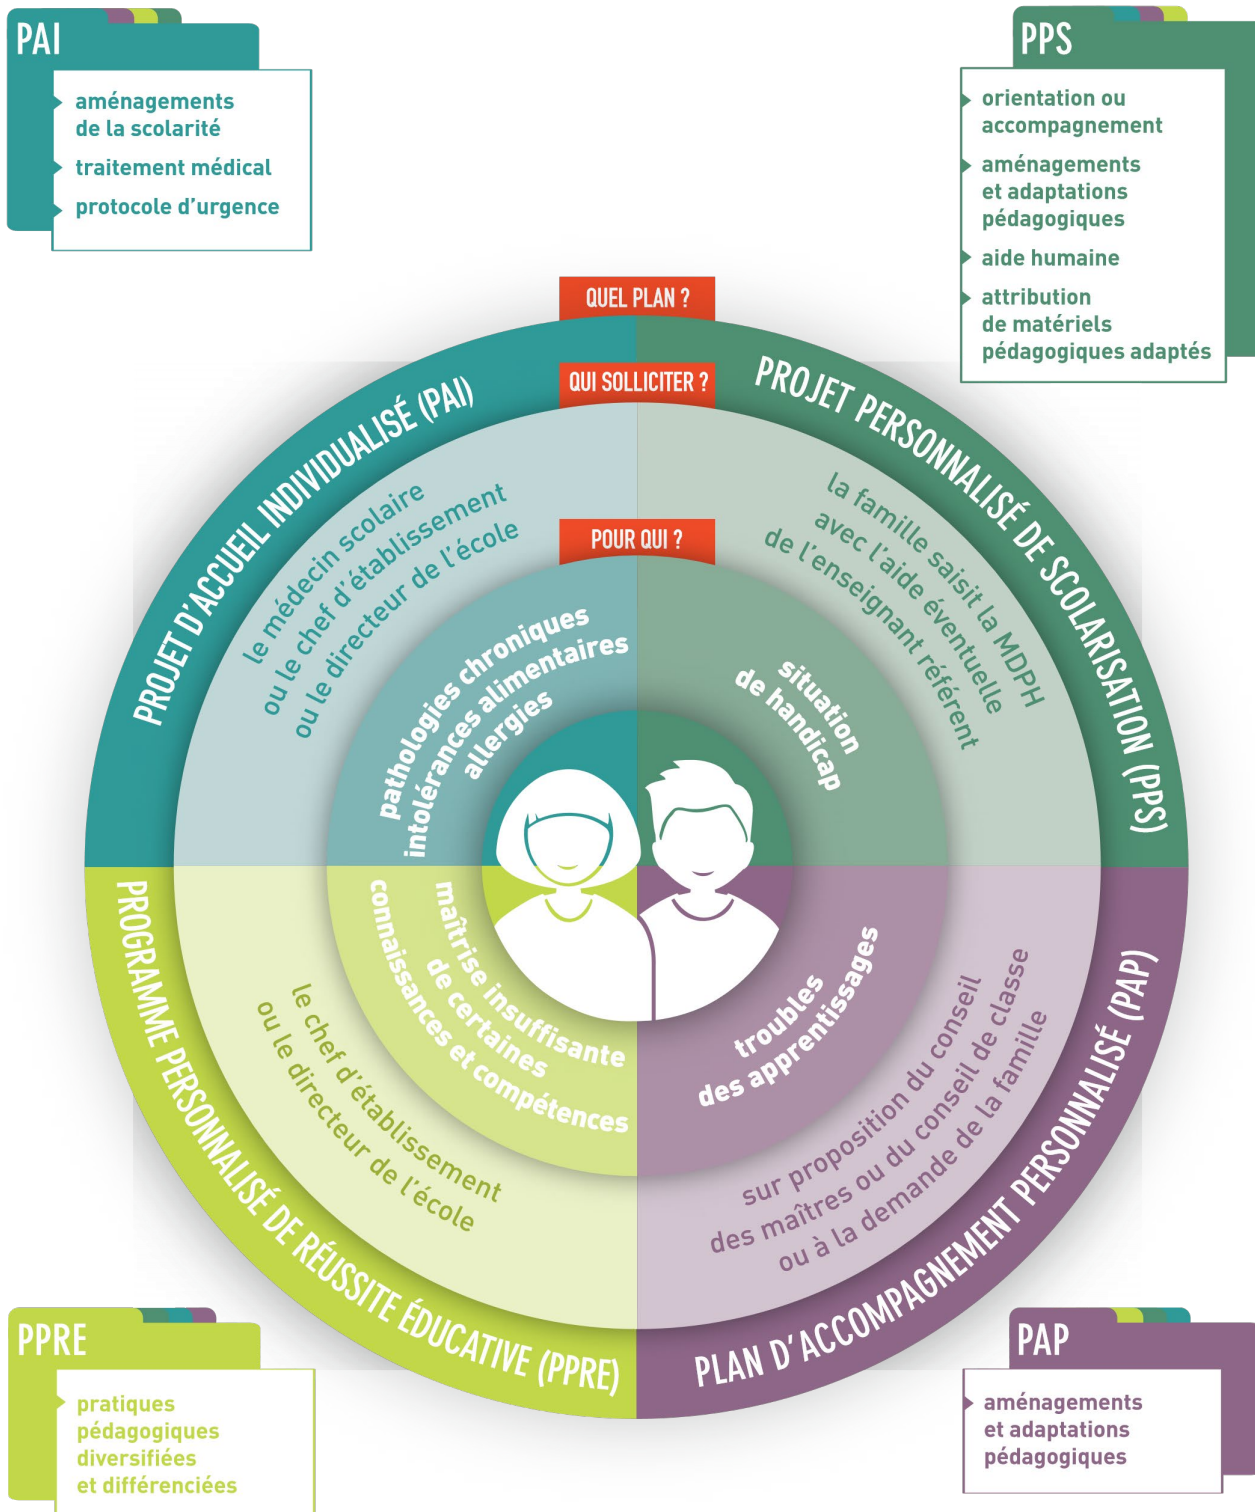 PAI
aménagements
de la scolarité
traitement médical
protocole d'urgence
PPS
orientation ou
accompagnement
aménagements
et adaptations
pédagogiques
aide humaine
attribution
de matériels
pédagogiques adaptés
QUEL PLAN ?
QUI SOLLICITER ?
POUR QUI ?
PROJET D'ACCUEIL INDIVIDUALISÉ (PAI)
le médecin scolaire
ou le chef d'établissement
ou le directeur de l'école
pathologies chroniques
intolérances alimentaires
allergies
PROJET PERSONNALISÉ DE SCOLARISATION (PPS)
la famille saisit la MDPH
avec l'aide éventuelle
de l'enseignant référent
situation
de handicap
PROGRAMME PERSONNALISÉ DE RÉUSSITE ÉDUCATIVE (PPRE)
le chef d'établissement
ou le directeur de l'école
maîtrise insuffisante
de certaines
connaissances et compétences
PLAN D'ACCOMPAGNEMENT PERSONNALISÉ (PAP)
sur proposition du conseil
des maîtres ou du conseil de classe
ou à la demande de la famille
troubles
des apprentissages
PPRE
pratiques
pédagogiques
diversifiées
et différenciées
PAP
aménagements
et adaptations
pédagogiques